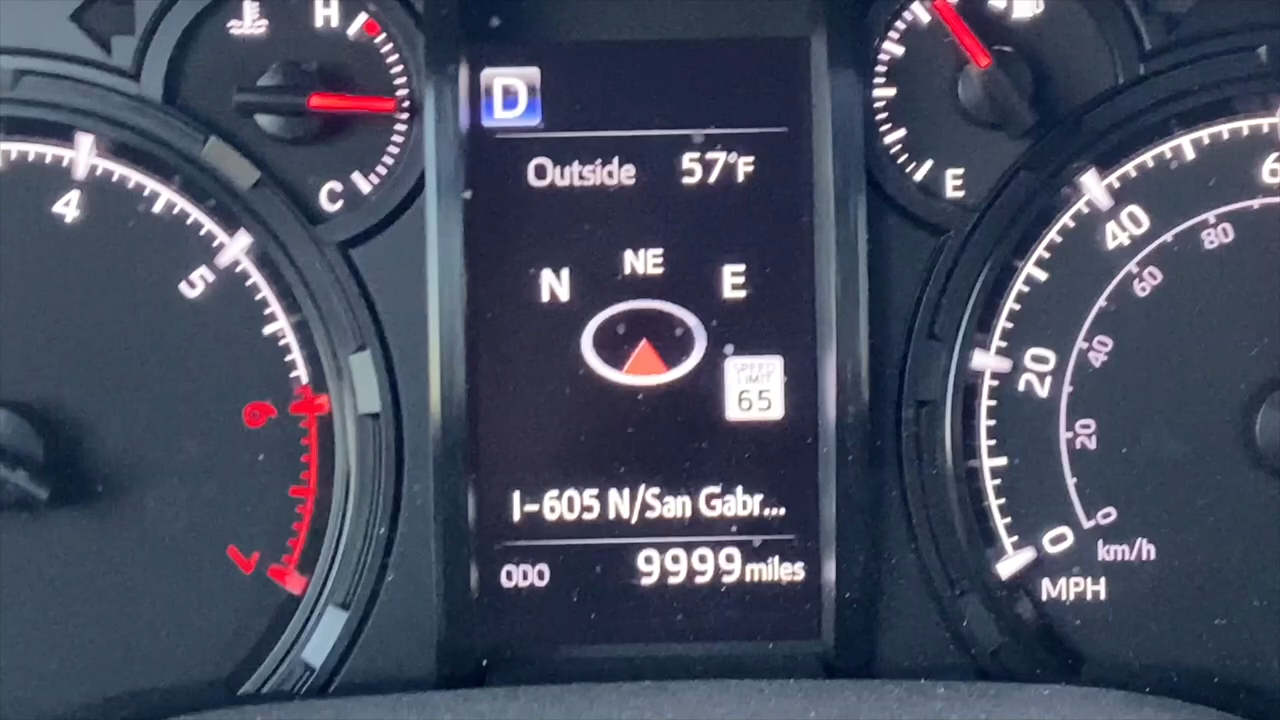 H
C
4
5
6
7
D
Outside 57°F
N NE E
SPEED
LIMIT
65
I-605 N/San Gabr...
ODO 9999 miles
E
40
20
0
80
60
40
20
0
km/h
MPH